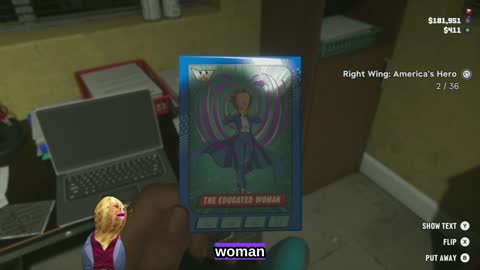 $181,951
$411
Right Wing: America's Hero
2 / 36
W
THE EDUCATED WOMAN
SHOW TEXT Y
FLIP X
PUT AWAY B
woman